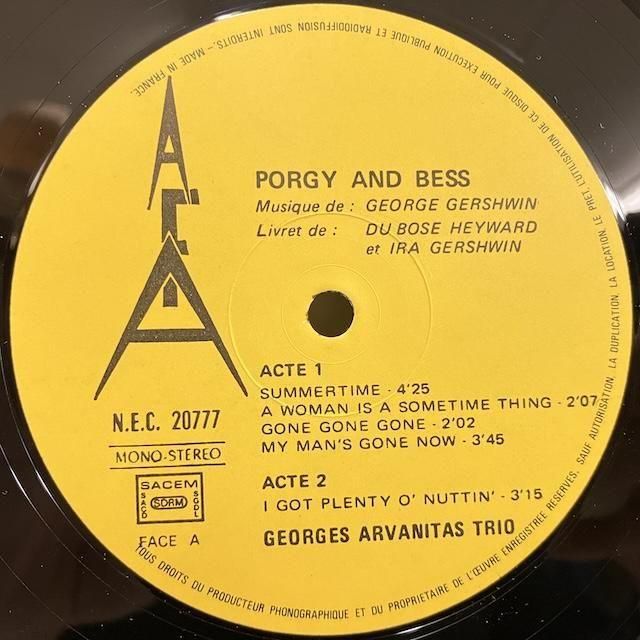 AFA
PORGY AND BESS
Musique de : GEORGE GERSHWIN
Livret de : DU BOSE HEYWARD
et IRA GERSHWIN
ACTE 1
SUMMERTIME - 4'25
A WOMAN IS A SOMETIME THING - 2'07
GONE GONE GONE - 2'02
MY MAN'S GONE NOW - 3'45
ACTE 2
I GOT PLENTY O' NUTTIN' - 3'15
GEORGES ARVANITAS TRIO
N.E.C. 20777
MONO-STEREO
SACEM
SACD SDRM SGDL
FACE A
TOUS DROITS DU PRODUCTEUR PHONOGRAPHIQUE ET DU PROPRIETAIRE DE L'ŒUVRE ENREGISTREE RESERVES. SAUF AUTORISATION, LA DUPLICATION, LA LOCATION, LE PRET, L'UTILISATION DE CE DISQUE POUR EXECUTION PUBLIQUE ET RADIODIFFUSION SONT INTERDITS. - MADE IN FRANCE.